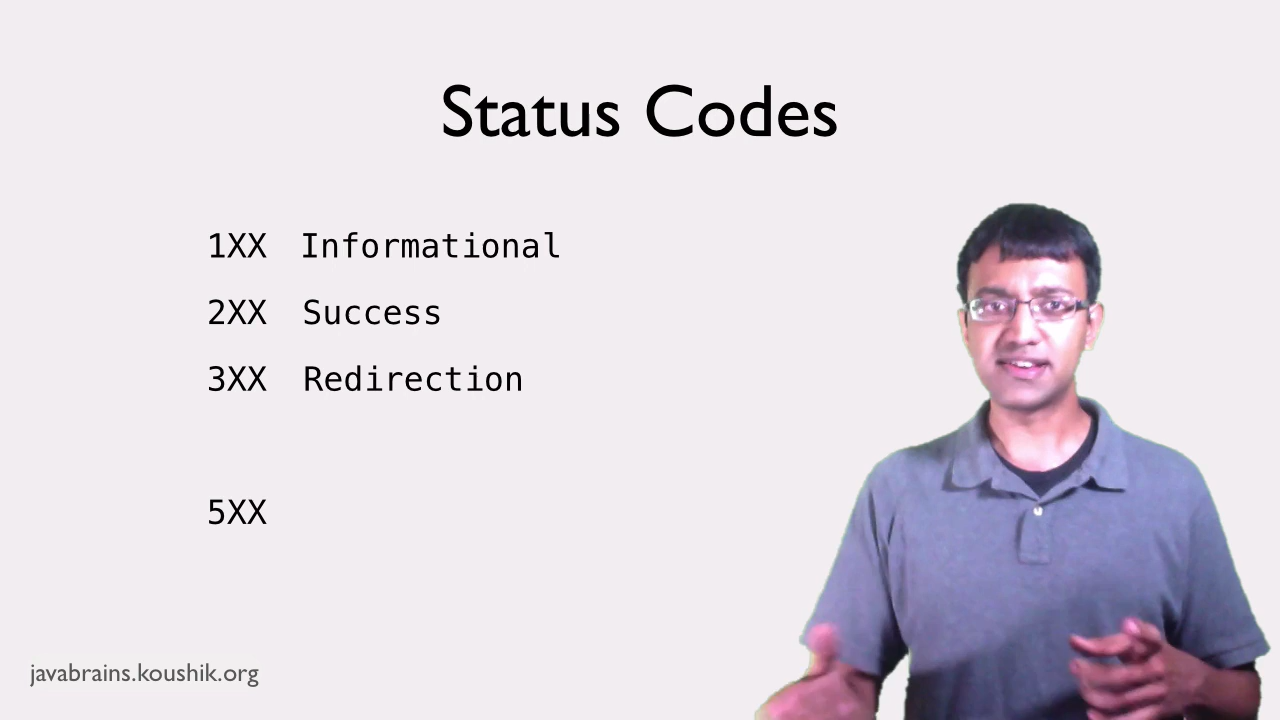 Status Codes
1XX Informational
2XX Success
3XX Redirection
5XX
javabrains.koushik.org